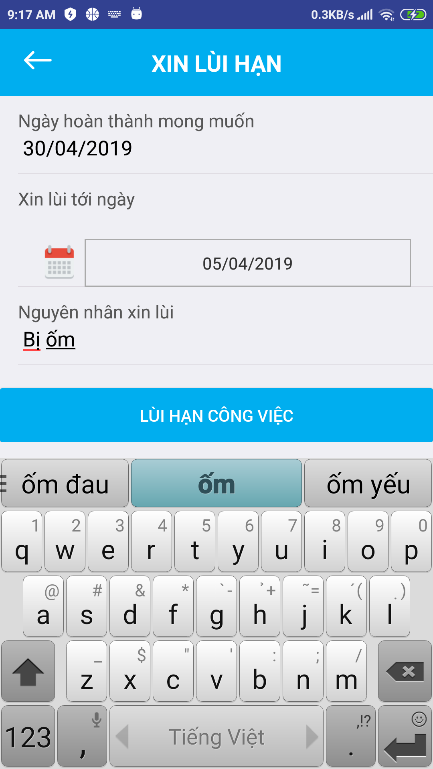 9:17 AM 0.3KB/s
XIN LÙI HẠN
Ngày hoàn thành mong muốn
30/04/2019
Xin lùi tới ngày
05/04/2019
Nguyên nhân xin lùi
Bị ốm
LÙI HẠN CÔNG VIỆC
ốm đau ốm ốm yếu
1 2 3 4 5 6 7 8 9 0
q w e r t y u i o p
@ # & * ` - ' + ~ = ´ ( . )
a s d f g h j k l
_ $ " ' : ; /
z x c v b n m
123 , Tiếng Việt ,!? .